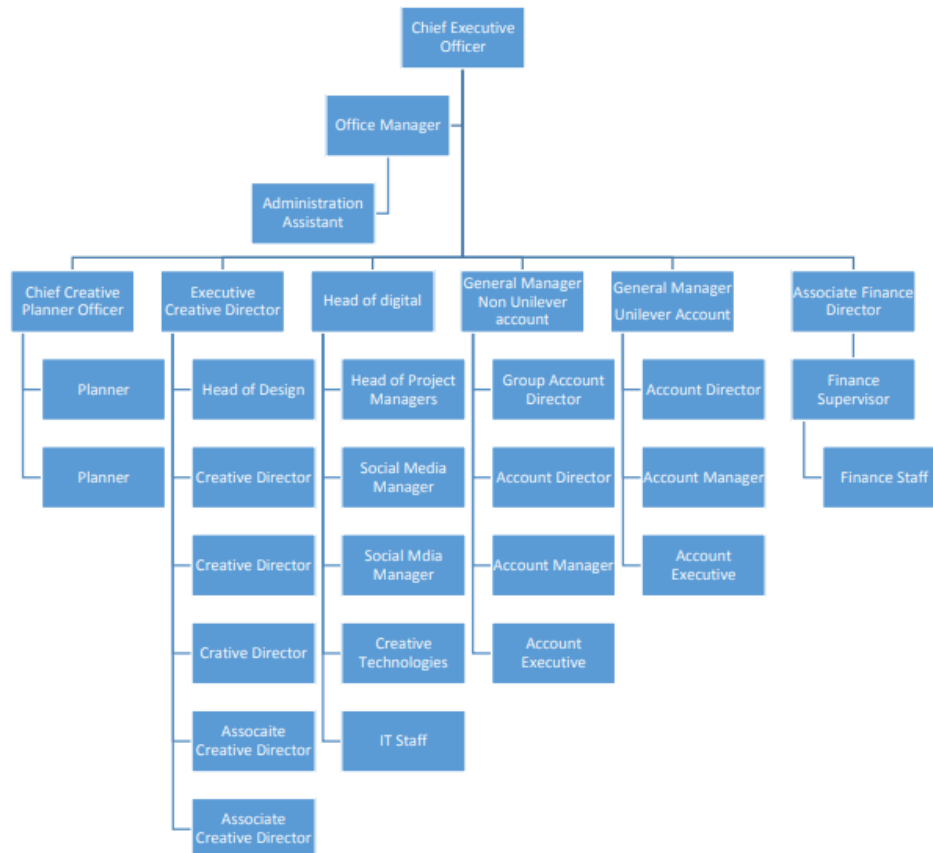 Chief Executive
Officer
Office Manager
Administration
Assistant
Chief Creative
Planner Officer
Executive
Creative Director
Head of digital
General Manager
Non Unilever
account
General Manager
Unilever Account
Associate Finance
Director
Planner
Head of Design
Head of Project
Managers
Group Account
Director
Account Director
Finance
Supervisor
Planner
Creative Director
Social Media
Manager
Account Director
Account Manager
Finance Staff
Creative Director
Social Mdia
Manager
Account Manager
Account
Executive
Crative Director
Creative
Technologies
Account
Executive
Assocaite
Creative Director
IT Staff
Associate
Creative Director